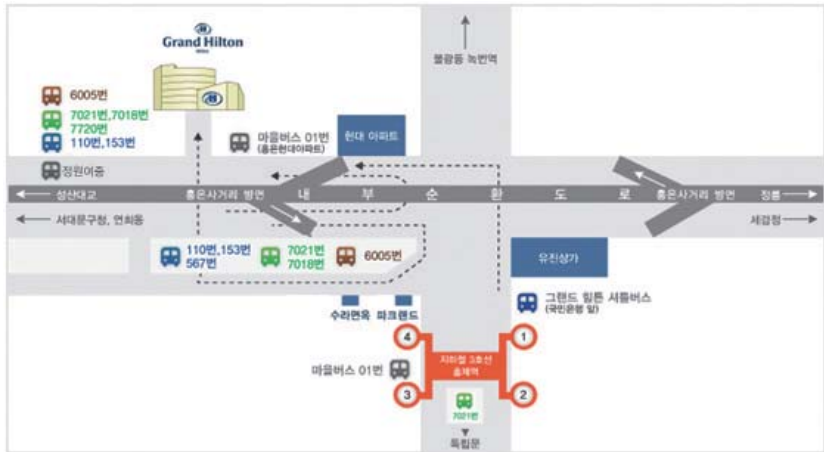 Grand Hilton
불광동 녹번역
6005번
7021번,7018번
7720번
110번,153번
마을버스 01번
(홍은현대아파트)
현대 아파트
정원여중
성산대교
홍은사거리 방면
내부순환도로
홍은사거리 방면
정릉
서대문구청, 연희동
세검정
110번,153번
567번
7021번
7018번
6005번
유진상가
그랜드 힐튼 셔틀버스
(국민은행 앞)
수라면옥
파크랜드
4
1
지하철 3호선
홍제역
마을버스 01번
3
2
7021번
독립문